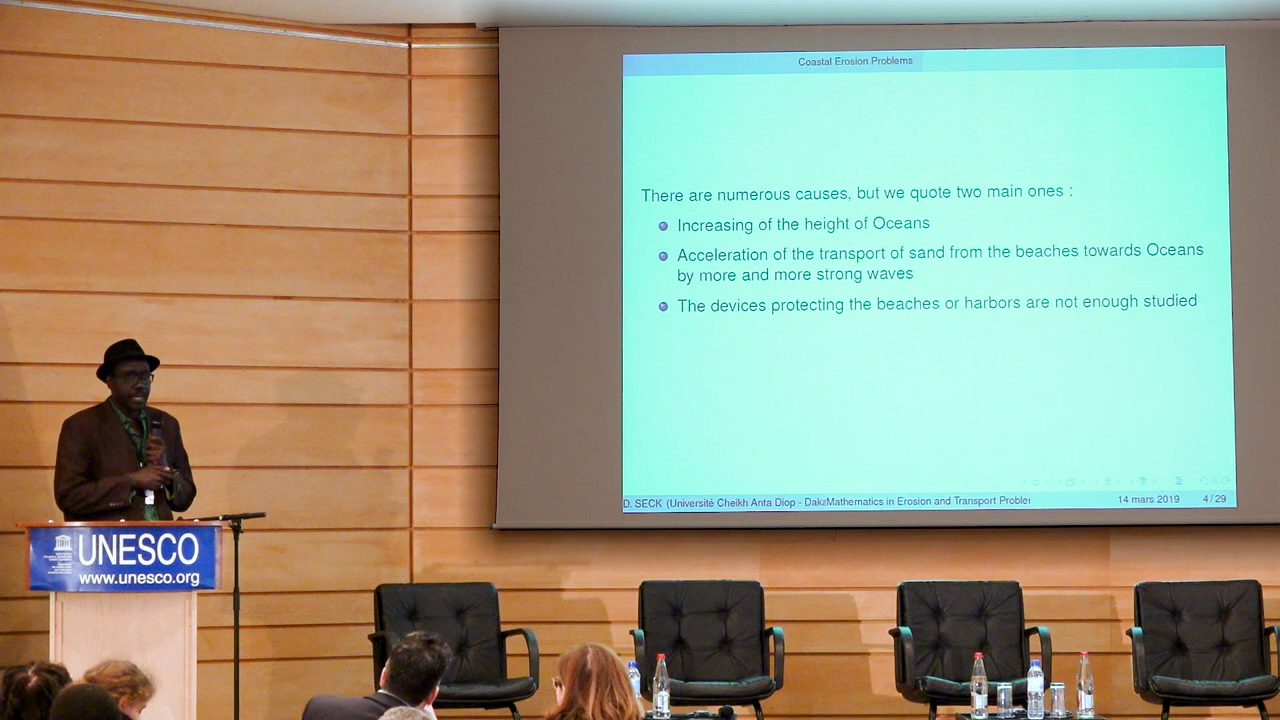 Coastal Erosion Problems
There are numerous causes, but we quote two main ones :
Increasing of the height of Oceans
Acceleration of the transport of sand from the beaches towards Oceans
by more and more strong waves
The devices protecting the beaches or harbors are not enough studied
D. SECK (Université Cheikh Anta Diop - Dakar Mathematics in Erosion and Transport Problem 14 mars 2019 4 / 29
UNESCO
www.unesco.org